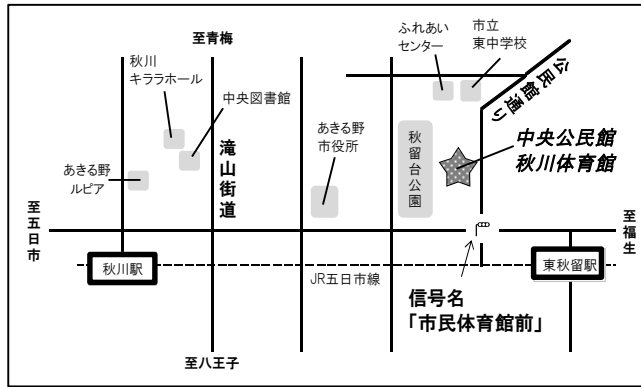 至青梅
秋川
キララホール
中央図書館
あきる野
ルピア
滝山街道
あきる野
市役所
ふれあい
センター
市立
東中学校
公民館通り
秋留台公園
中央公民館
秋川体育館
至五日市
至福生
秋川駅
JR五日市線
東秋留駅
信号名
「市民体育館前」
至八王子